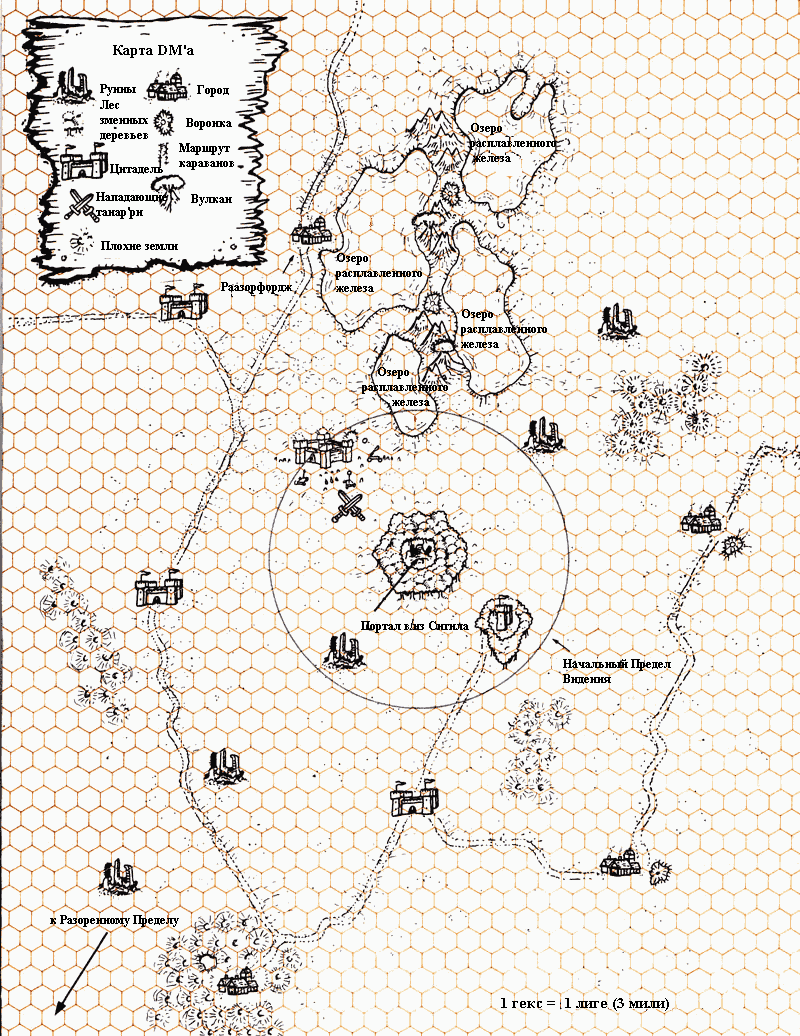 Карта DM'а
Руины
Город
Лес
зменных
деревьев
Воронка
Маршрут
караванов
Цитадель
Нападающие
танар'ри
Вулкан
Плохие земли
Озеро
расплавленного
железа
Озеро
расплавленного
железа
Раазорфордж
Озеро
расплавленного
железа
Озеро
расплавленного
железа
Портал в/из Сигила
Начальный Предел
Видения
к Разоренному Пределу
1 гекс = 1 лиге (3 мили)